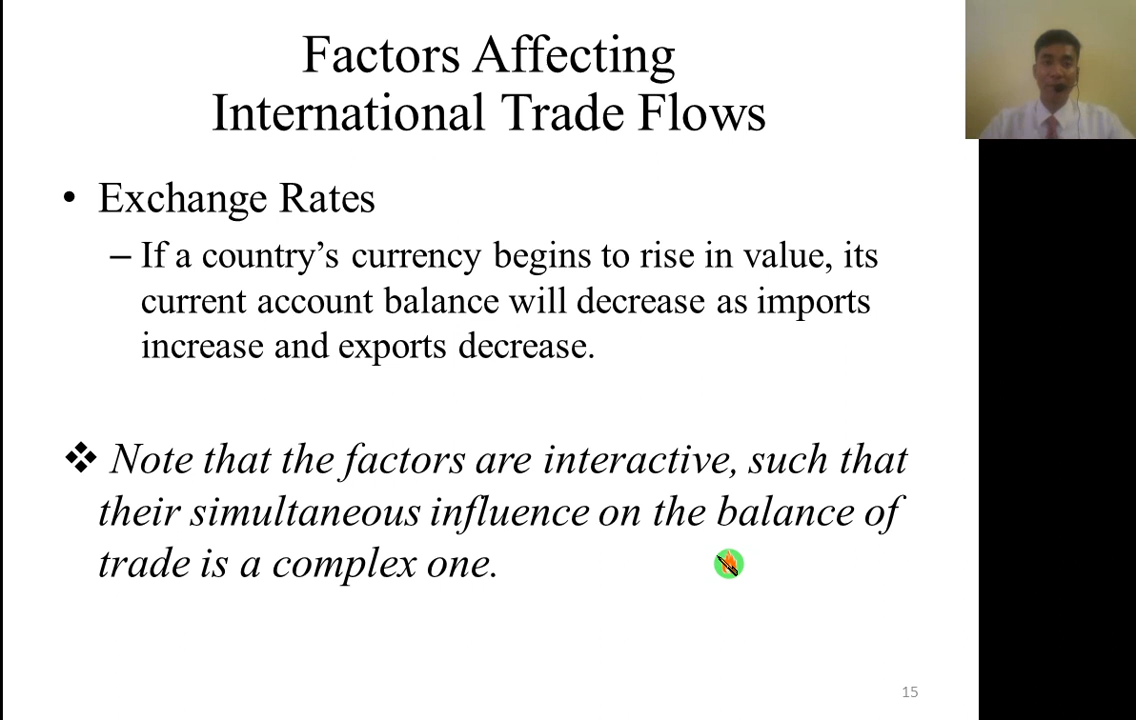 Factors Affecting
International Trade Flows
• Exchange Rates
– If a country’s currency begins to rise in value, its
current account balance will decrease as imports
increase and exports decrease.
❖ Note that the factors are interactive, such that
their simultaneous influence on the balance of
trade is a complex one.
15